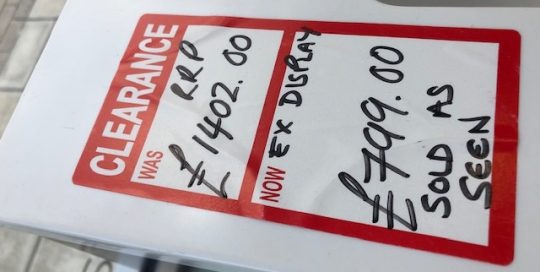 CLEARANCE
WAS RRP
£1402.00
NOW EX DISPLAY
£799.00
SOLD AS
SEEN